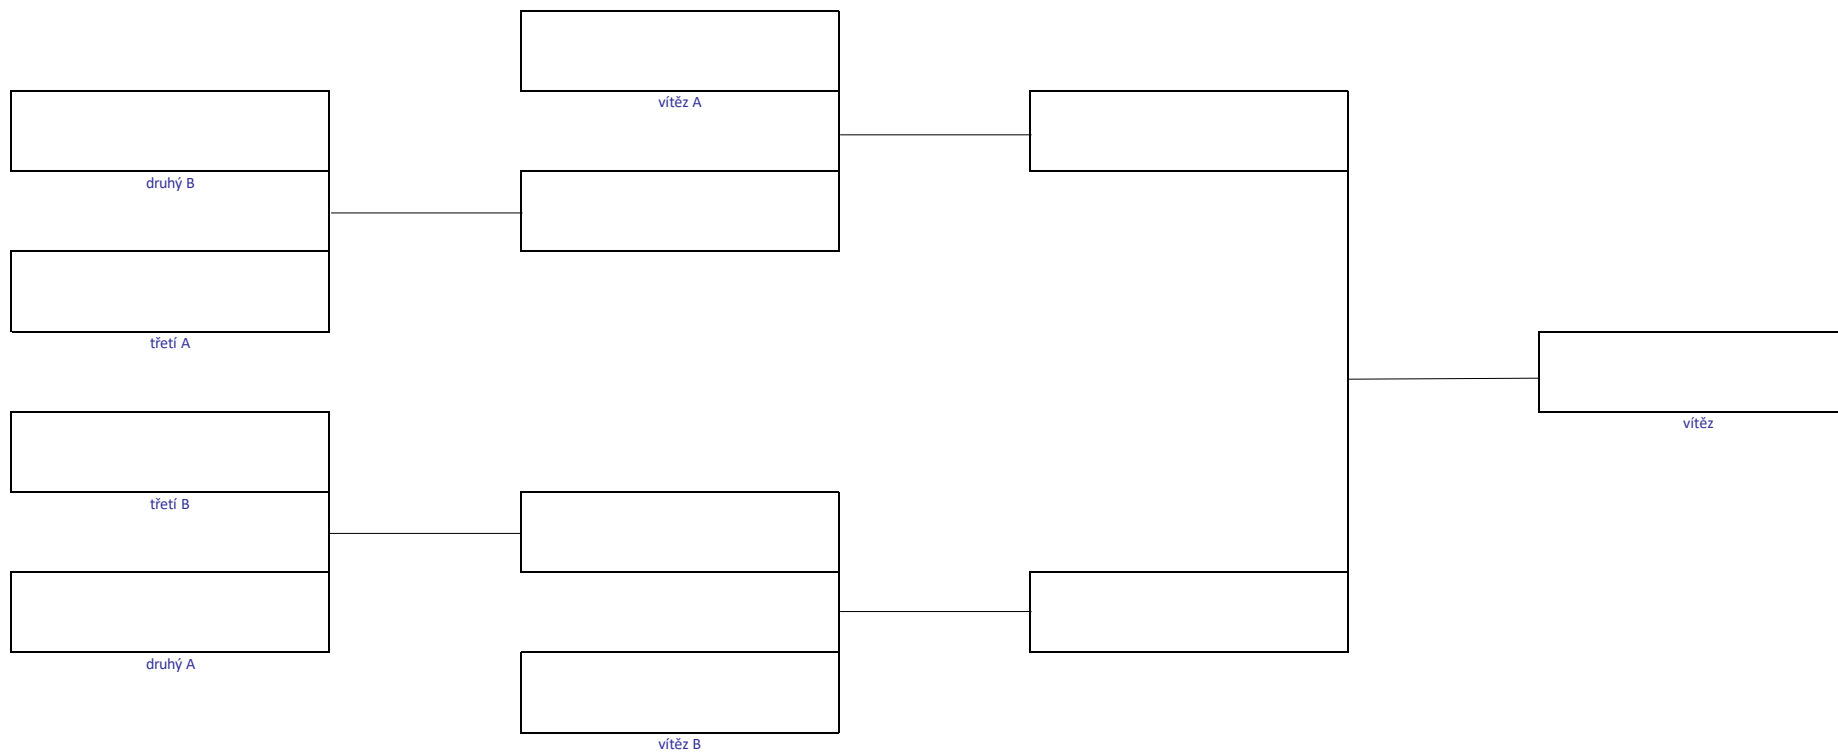 vítěz A
druhý B
třetí A
vítěz
třetí B
druhý A
vítěz B